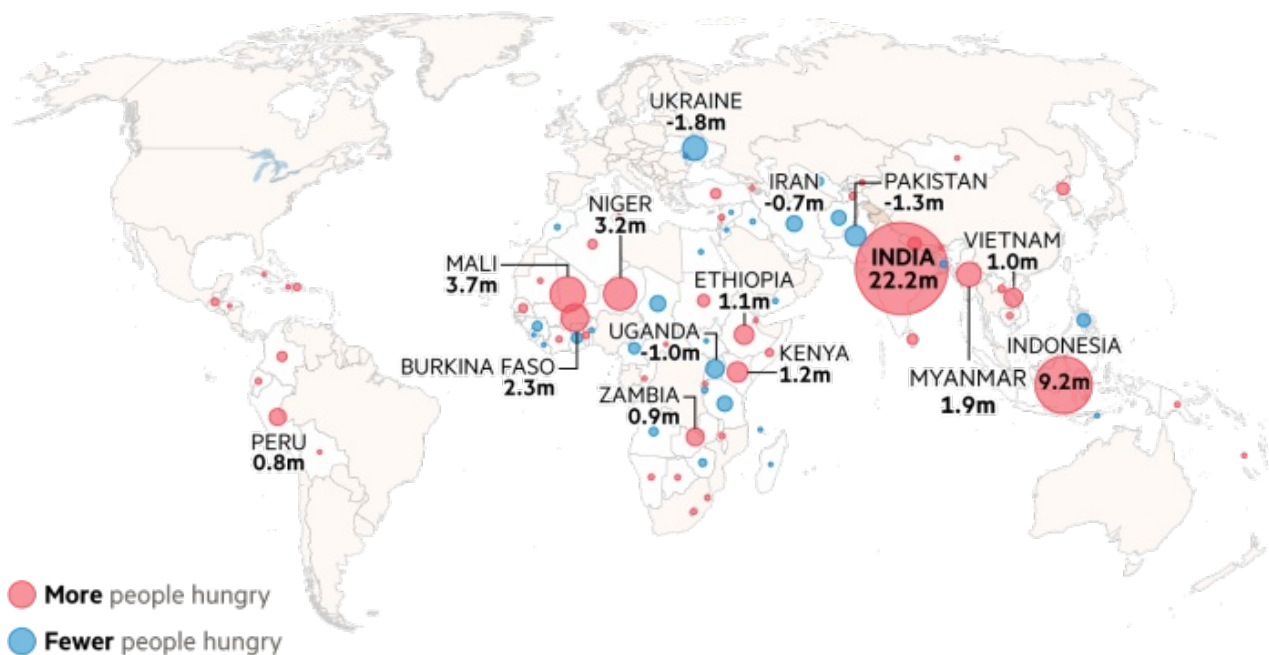 UKRAINE
-1.8m
IRAN
-0.7m
PAKISTAN
-1.3m
NIGER
3.2m
INDIA
22.2m
VIETNAM
1.0m
MALI
3.7m
ETHIOPIA
1.1m
UGANDA
-1.0m
KENYA
1.2m
INDONESIA
9.2m
BURKINA FASO
2.3m
MYANMAR
1.9m
ZAMBIA
0.9m
PERU
0.8m
More people hungry
Fewer people hungry